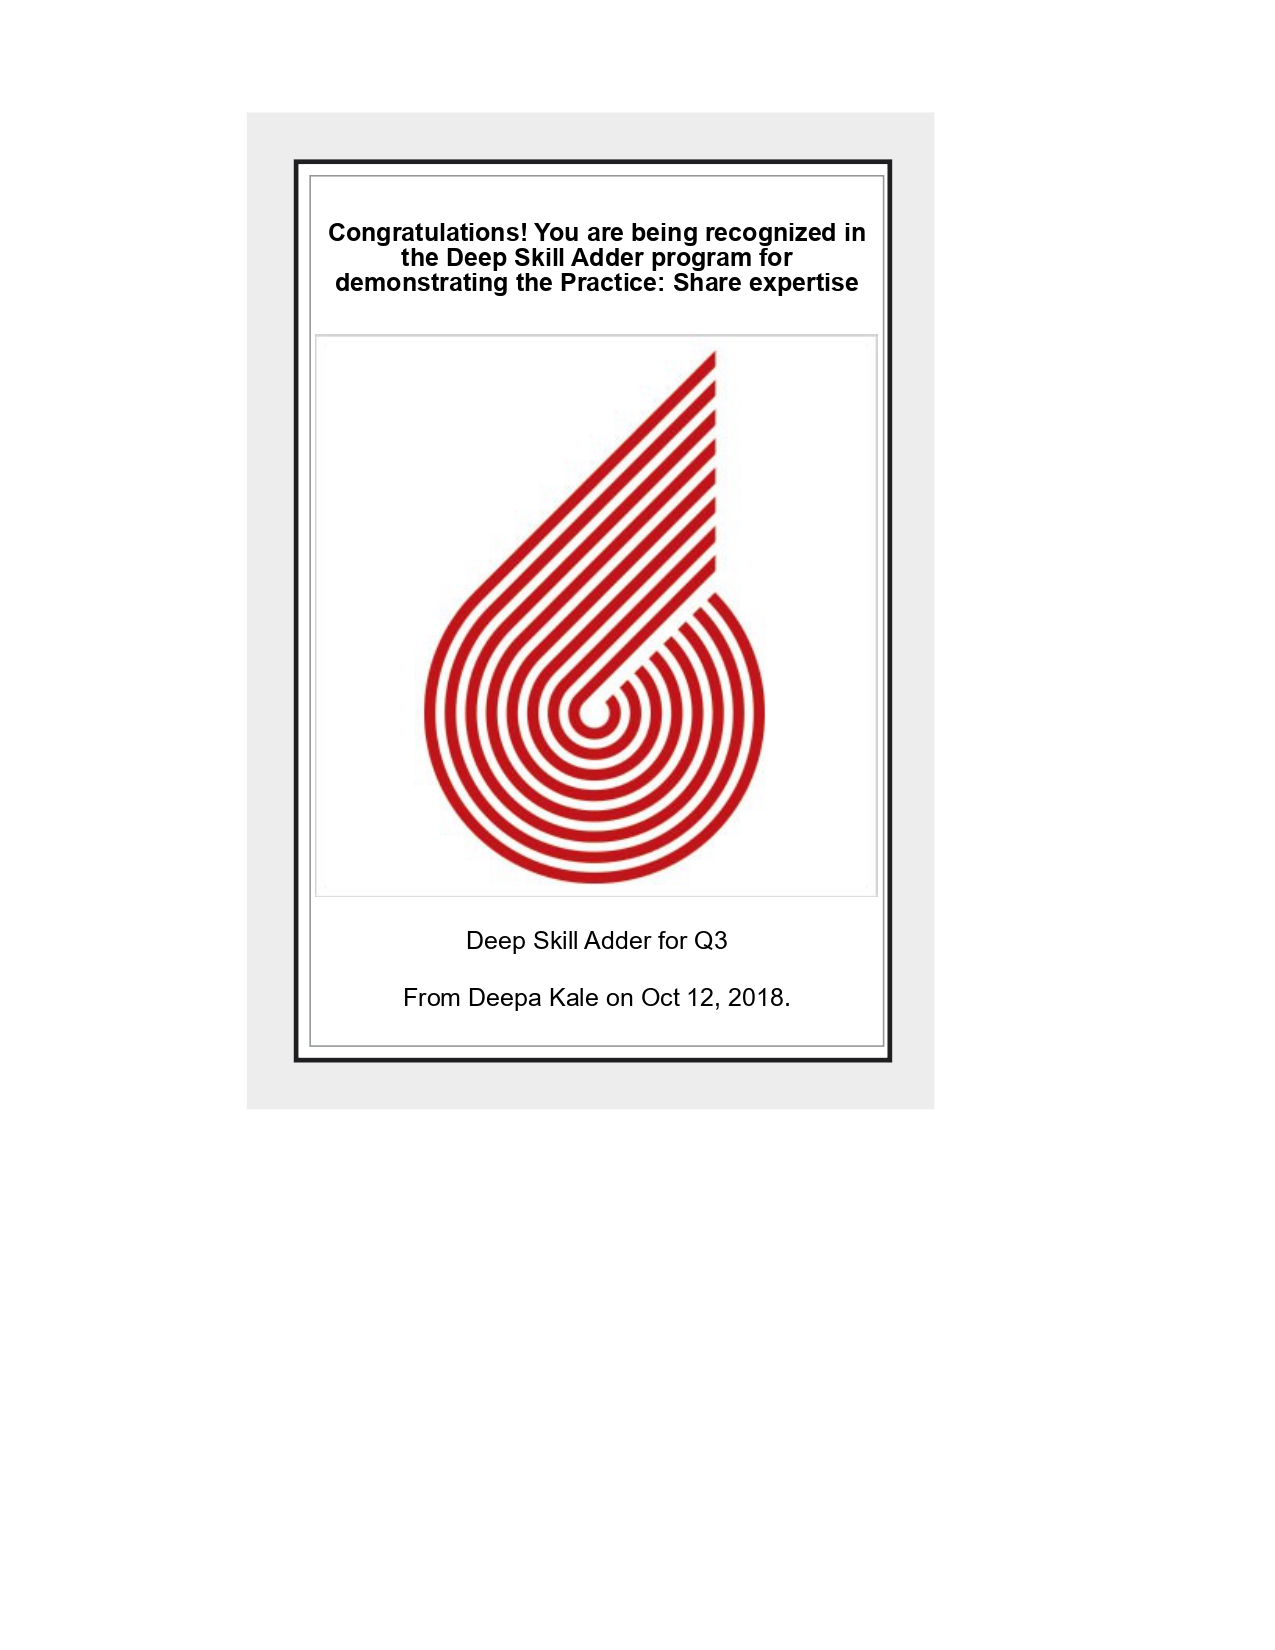 Congratulations! You are being recognized in
the Deep Skill Adder program for
demonstrating the Practice: Share expertise
Deep Skill Adder for Q3
From Deepa Kale on Oct 12, 2018.